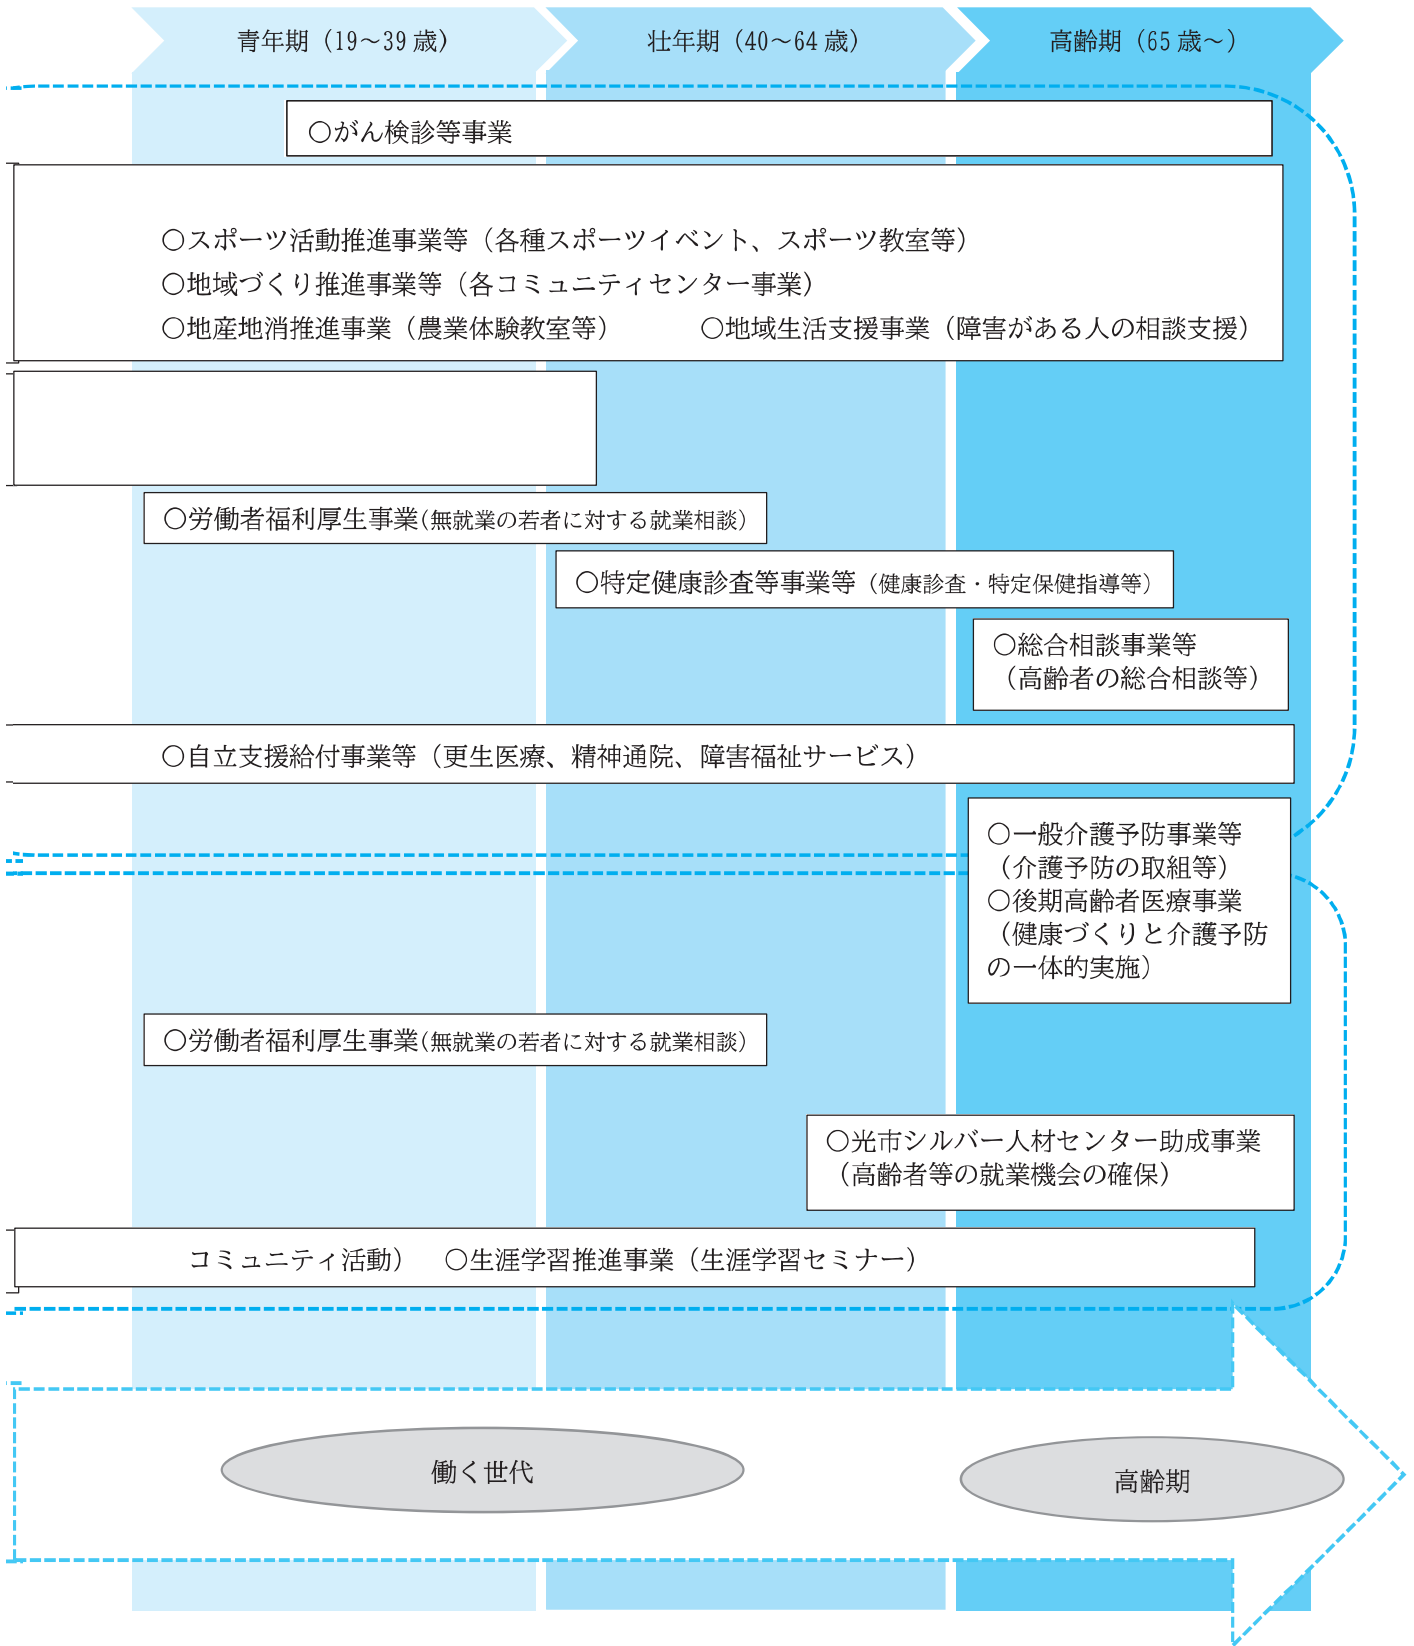 青年期（19～39 歳）
壮年期（40～64 歳）
高齢期（65 歳～）
○がん検診等事業
○スポーツ活動推進事業等（各種スポーツイベント、スポーツ教室等）
○地域づくり推進事業等（各コミュニティセンター事業）
○地産地消推進事業（農業体験教室等）
○地域生活支援事業（障害がある人の相談支援）
○労働者福利厚生事業（無就業の若者に対する就業相談）
○特定健康診査等事業等（健康診査・特定保健指導等）
○総合相談事業等
（高齢者の総合相談等）
○自立支援給付事業等（更生医療、精神通院、障害福祉サービス）
○一般介護予防事業等
（介護予防の取組等）
○後期高齢者医療事業
（健康づくりと介護予防
の一体的実施）
○労働者福利厚生事業（無就業の若者に対する就業相談）
○光市シルバー人材センター助成事業
（高齢者等の就業機会の確保）
コミュニティ活動）
○生涯学習推進事業（生涯学習セミナー）
働く世代
高齢期